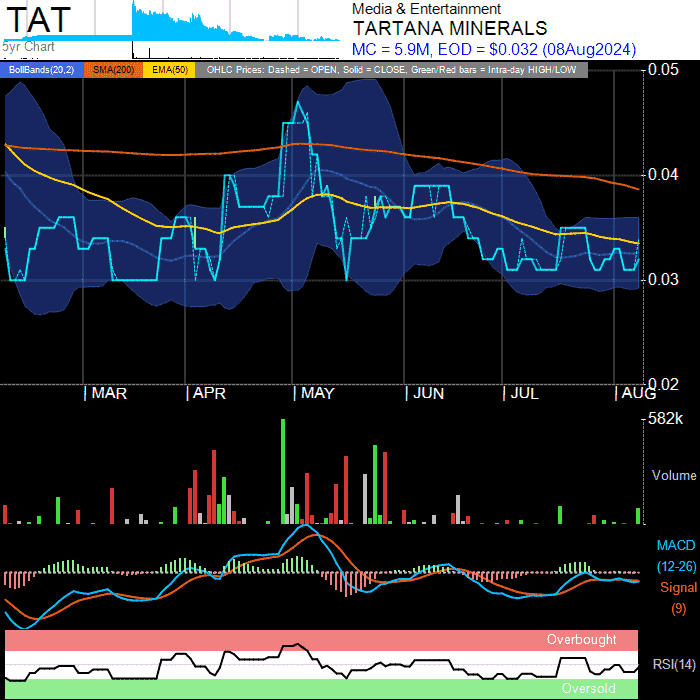 TAT
5yr Chart
Media & Entertainment
TARTANA MINERALS
MC = 5.9M, EOD = $0.032 (08Aug2024)
BollBands(20,2) SMA(200) EMA(50) OHLC Prices: Dashed = OPEN, Solid = CLOSE, Green/Red bars = Intra-day HIGH/LOW
0.05
0.04
0.03
0.02
| MAR | APR | MAY | JUN | JUL | AUG
582k
Volume
MACD
(12-26)
Signal
(9)
Overbought
RSI(14)
Oversold